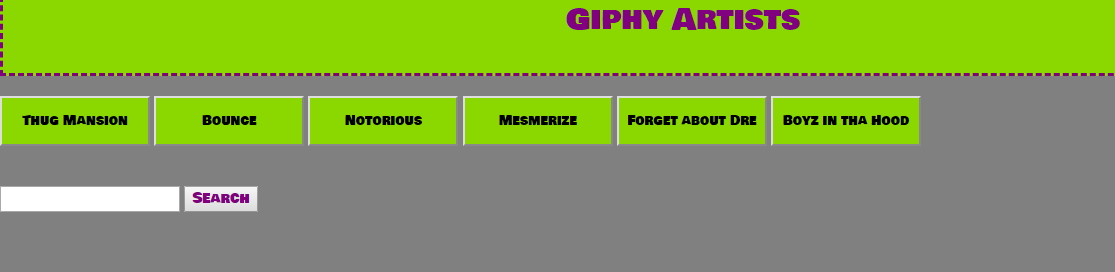 Giphy Artists
Thug Mansion Bounce Notorious Mesmerize Forget about Dre Boyz in tha Hood
Search